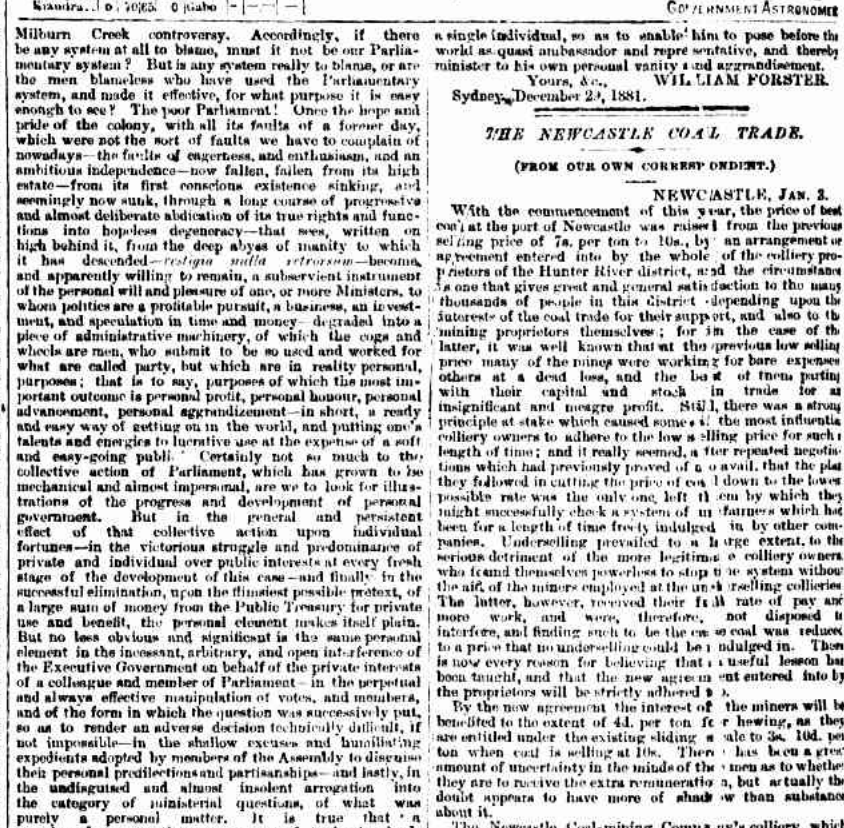 GOVERNMENT ASTRONOMER
Milburn Creek controversy. Accordingly, if there
be any system at all to blame, must it not be our Parlia-
mentary system? But is any system really to blame, or are
the men blameless who have used the Parliamentary
system, and made it effective, for what purpose it is easy
enongh to see? The poor Parliament! Once the hope and
pride of the colony, with all its faults of a former day,
which were not the sort of faults we have to complain of
nowadays—the faults of eagerness, and enthusiasm, and an
ambitious independence—now fallen, fallen from its high
estate—from its first conscious existence sinking, and
seemingly now sunk, through a long course of progressive
and almost deliberate abdication of its true rights and func-
tions into hopeless degeneracy—that sees, written on
high behind it, from the deep abyss of inanity to which
it has descended—vestigia nulla retrorsum—become,
and apparently willing to remain, a subservient instrument
of the personal will and pleasure of one, or more Ministers, to
whom politics are a profitable pursuit, a business, an invest-
ment, and speculation in time and money—degraded into a
piece of administrative machinery, of which the cogs and
wheels are men, who submit to be so used and worked for
what are called party, but which are in reality personal,
purposes; that is to say, purposes of which the most im-
portant outcome is personal profit, personal honour, personal
advancement, personal aggrandizement—in short, a ready
and easy way of getting on in the world, and putting one's
talents and energies to lucrative use at the expense of a soft
and easy-going publi Certainly not so much to the
collective action of Parliament, which has grown to be
mechanical and almost impersonal, are we to look for illus-
trations of the progress and development of personal
government. But in the general and persistent
effect of that collective action upon individual
fortunes—in the victorious struggle and predominance of
private and individual over public interests at every fresh
stage of the development of this case—and finally in the
successful elimination, upon the flimsiest possible pretext, of
a large sum of money from the Public Treasury for private
use and benefit, the personal element makes itself plain.
But no less obvious and significant is the same personal
element in the incessant, arbitrary, and open interference of
the Executive Government on behalf of the private interests
of a colleague and member of Parliament—in the perpetual
and always effective manipulation of votes, and members,
and of the form in which the question was successively put,
so as to render an adverse decision technically difficult, if
not impossible—in the shallow excuses and humiliating
expedients adopted by members of the Assembly to disguise
their personal predilections and partisanships—and lastly, in
the undisguised and almost insolent arrogation into
the category of ministerial questions, of what was
purely a personal matter. It is true that a
a single individual, so as to enable him to pose before the
world as quasi ambassador and representative, and thereby
minister to his own personal vanity and aggrandisement.
Yours, &c., WILLIAM FORSTER.
Sydney, December 29, 1881.
THE NEWCASTLE COAL TRADE.
(FROM OUR OWN CORRESPONDENT.)
NEWCASTLE, JAN. 3.
With the commencement of this year, the price of best
coal at the port of Newcastle was raised from the previous
selling price of 7s. per ton to 10s., by an arrangement or
agreement entered into by the whole of the colliery pro-
prietors of the Hunter River district, and the circumstance
is one that gives great and general satisfaction to the many
thousands of people in this district depending upon the
interests of the coal trade for their support, and also to th
mining proprietors themselves; for in the case of the
latter, it was well known that at the previous low selling
price many of the mines were working for bare expenses
others at a dead loss, and the best of them parting
with their capital and stock in trade for an
insignificant and meagre profit. Still, there was a strong
principle at stake which caused some of the most influentia
colliery owners to adhere to the low selling price for such a
length of time; and it really seemed, after repeated negotia-
tions which had previously proved of no avail, that the plan
they followed in cutting the price of coal down to the lowest
possible rate was the only one left them by which they
might successfully check a system of unfairness which had
been for a length of time freely indulged in by other com-
panies. Underselling prevailed to a large extent, to the
serious detriment of the more legitimate colliery owners,
who found themselves powerless to stop the system without
the aid of the miners employed at the underselling collieries.
The latter, however, received their full rate of pay and
more work, and were, therefore, not disposed to
interfere, and finding such to be the case coal was reduced
to a price that no underselling could be indulged in. There
is now every reason for believing that a useful lesson has
been taught, and that the new agreement entered into by
the proprietors will be strictly adhered to.
By the new agreement the interest of the miners will be
benefited to the extent of 4d. per ton for hewing, as they
are entitled under the existing sliding scale to 3s. 10d. per
ton when coal is selling at 10s. There has been a great
amount of uncertainty in the minds of the men as to whether
they are to receive the extra remuneration, but actually the
doubt appears to have more of shadow than substance
about it.
The Newcastle Coal-mining Company's colliery, which